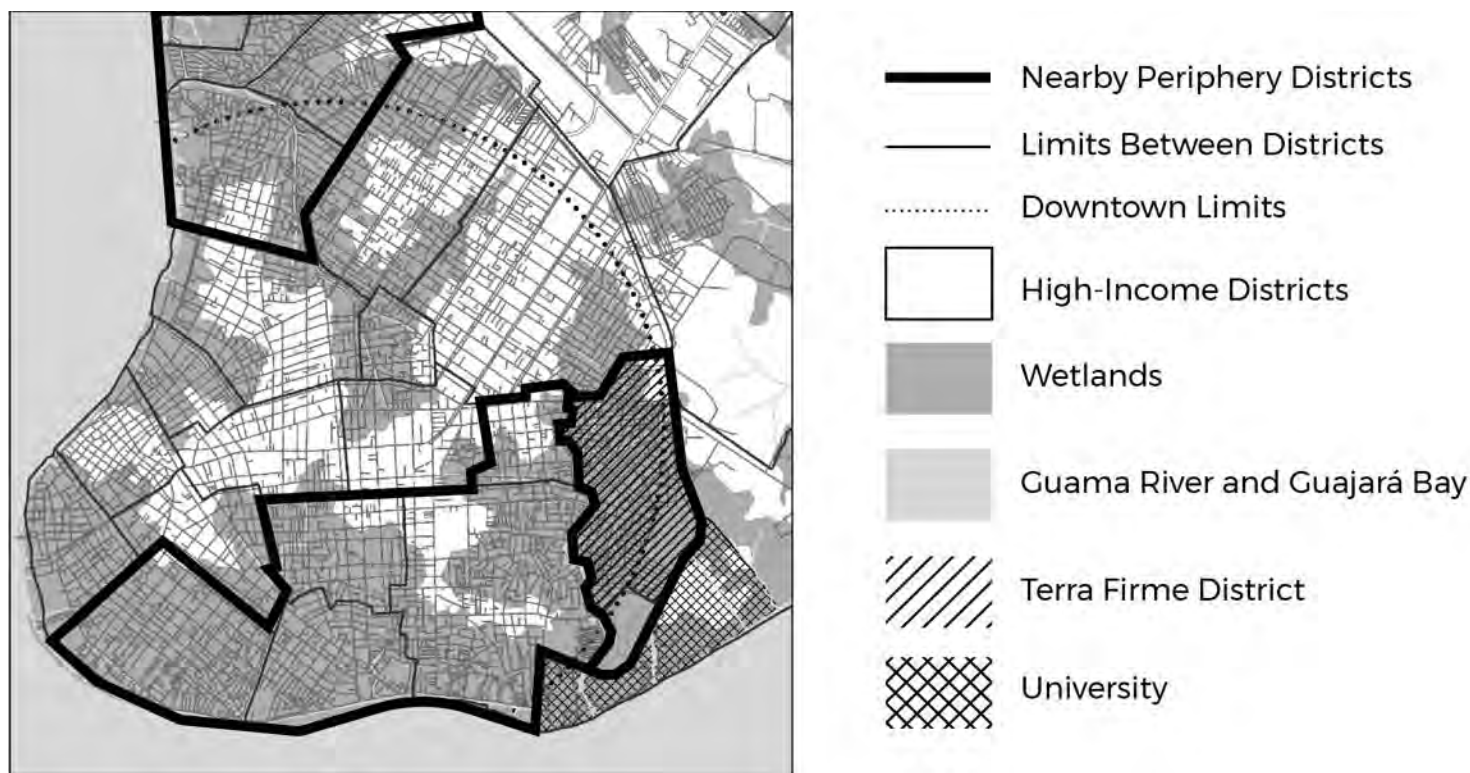 Nearby Periphery Districts
Limits Between Districts
Downtown Limits
High-Income Districts
Wetlands
Guama River and Guajará Bay
Terra Firme District
University